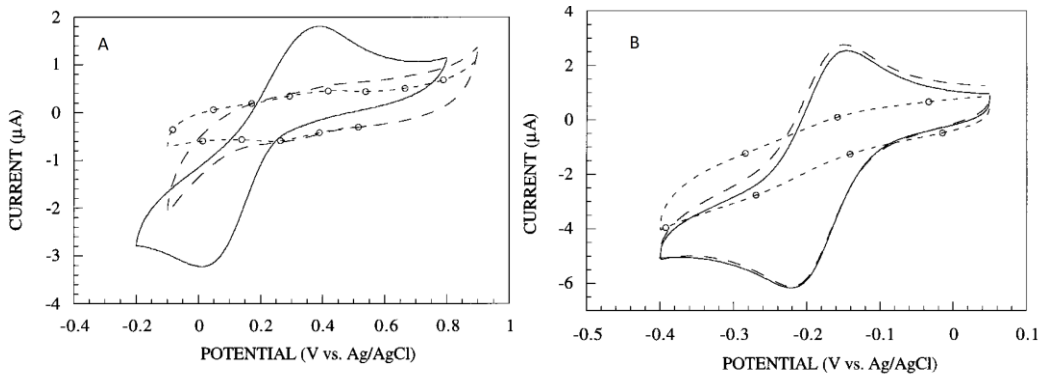 A
2
1
0
-1
-2
-3
-4
CURRENT (µA)
-0.4 -0.2 0 0.2 0.4 0.6 0.8 1
POTENTIAL (V vs. Ag/AgCl)
B
4
2
0
-2
-4
-6
CURRENT (µA)
-0.5 -0.4 -0.3 -0.2 -0.1 0 0.1
POTENTIAL (V vs. Ag/AgCl)